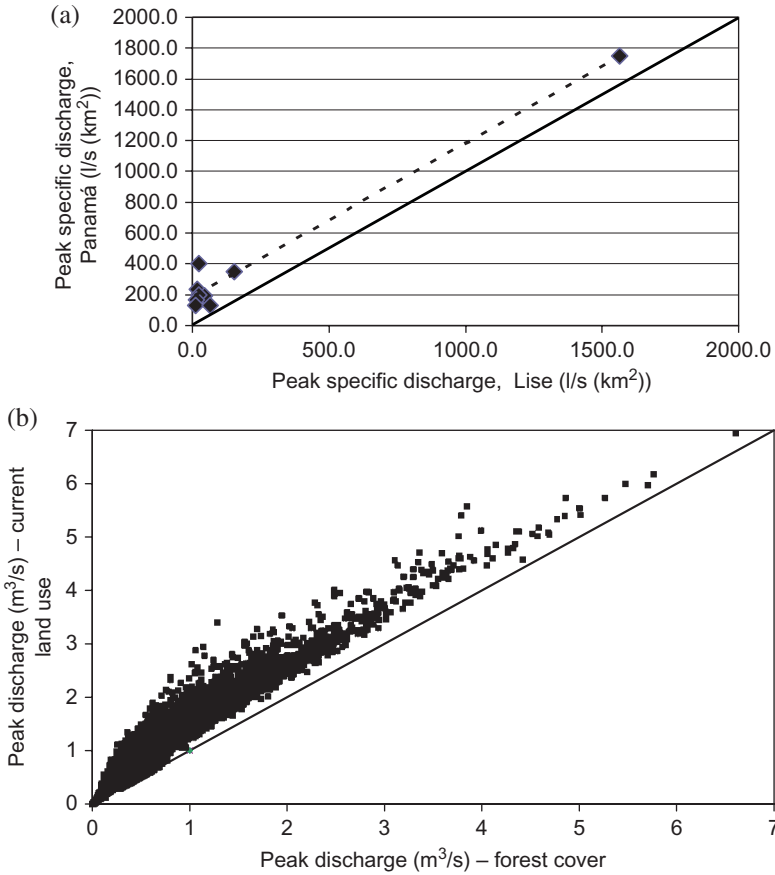 (a)
Peak specific discharge,
Panamá (l/s (km²))
2000.0
1800.0
1600.0
1400.0
1200.0
1000.0
800.0
600.0
400.0
200.0
0.0
0.0 500.0 1000.0 1500.0 2000.0
Peak specific discharge, Lise (l/s (km²))
(b)
Peak discharge (m³/s) – current
land use
7
6
5
4
3
2
1
0
0 1 2 3 4 5 6 7
Peak discharge (m³/s) – forest cover